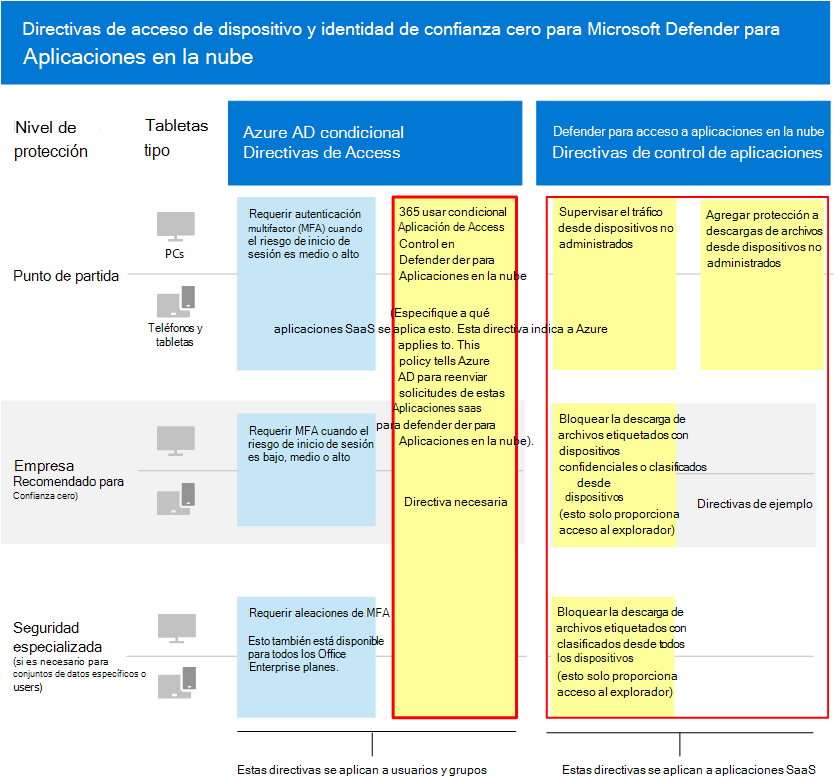 Directivas de acceso de dispositivo y identidad de confianza cero para Microsoft Defender para
Aplicaciones en la nube
Nivel de
protección
Tabletas
tipo
Azure AD condicional
Directivas de Access
Defender para acceso a aplicaciones en la nube
Directivas de control de aplicaciones
Punto de partida
PCs
Teléfonos y
tabletas
Requerir autenticación
multifactor (MFA) cuando
el riesgo de inicio de
sesión es medio o alto
365 usar condicional
Aplicación de Access
Control en
Defender der para
Aplicaciones en la nube
(Especifique a qué
aplicaciones SaaS se aplica esto. Esta directiva indica a Azure
applies to. This
policy tells Azure
AD para reenviar
solicitudes de estas
Aplicaciones saas
para defender der para
Aplicaciones en la nube).
Directiva necesaria
Supervisar el tráfico
desde dispositivos no
administrados
Agregar protección a
descargas de archivos
desde dispositivos no
administrados
Empresa
Recomendado para
Confianza cero)
Requerir MFA cuando el
riesgo de inicio de sesión
es bajo, medio o alto
Bloquear la descarga de
archivos etiquetados con
dispositivos
confidenciales o clasificados
desde
dispositivos
(esto solo proporciona
acceso al explorador)
Directivas de ejemplo
Seguridad
especializada
(si es necesario para
conjuntos de datos específicos o
users)
Requerir aleaciones de MFA
Esto también está disponible
para todos los Office
Enterprise planes.
Bloquear la descarga de
archivos etiquetados con
clasificados desde todos
los dispositivos
(esto solo proporciona
acceso al explorador)
Estas directivas se aplican a usuarios y grupos
Estas directivas se aplican a aplicaciones SaaS